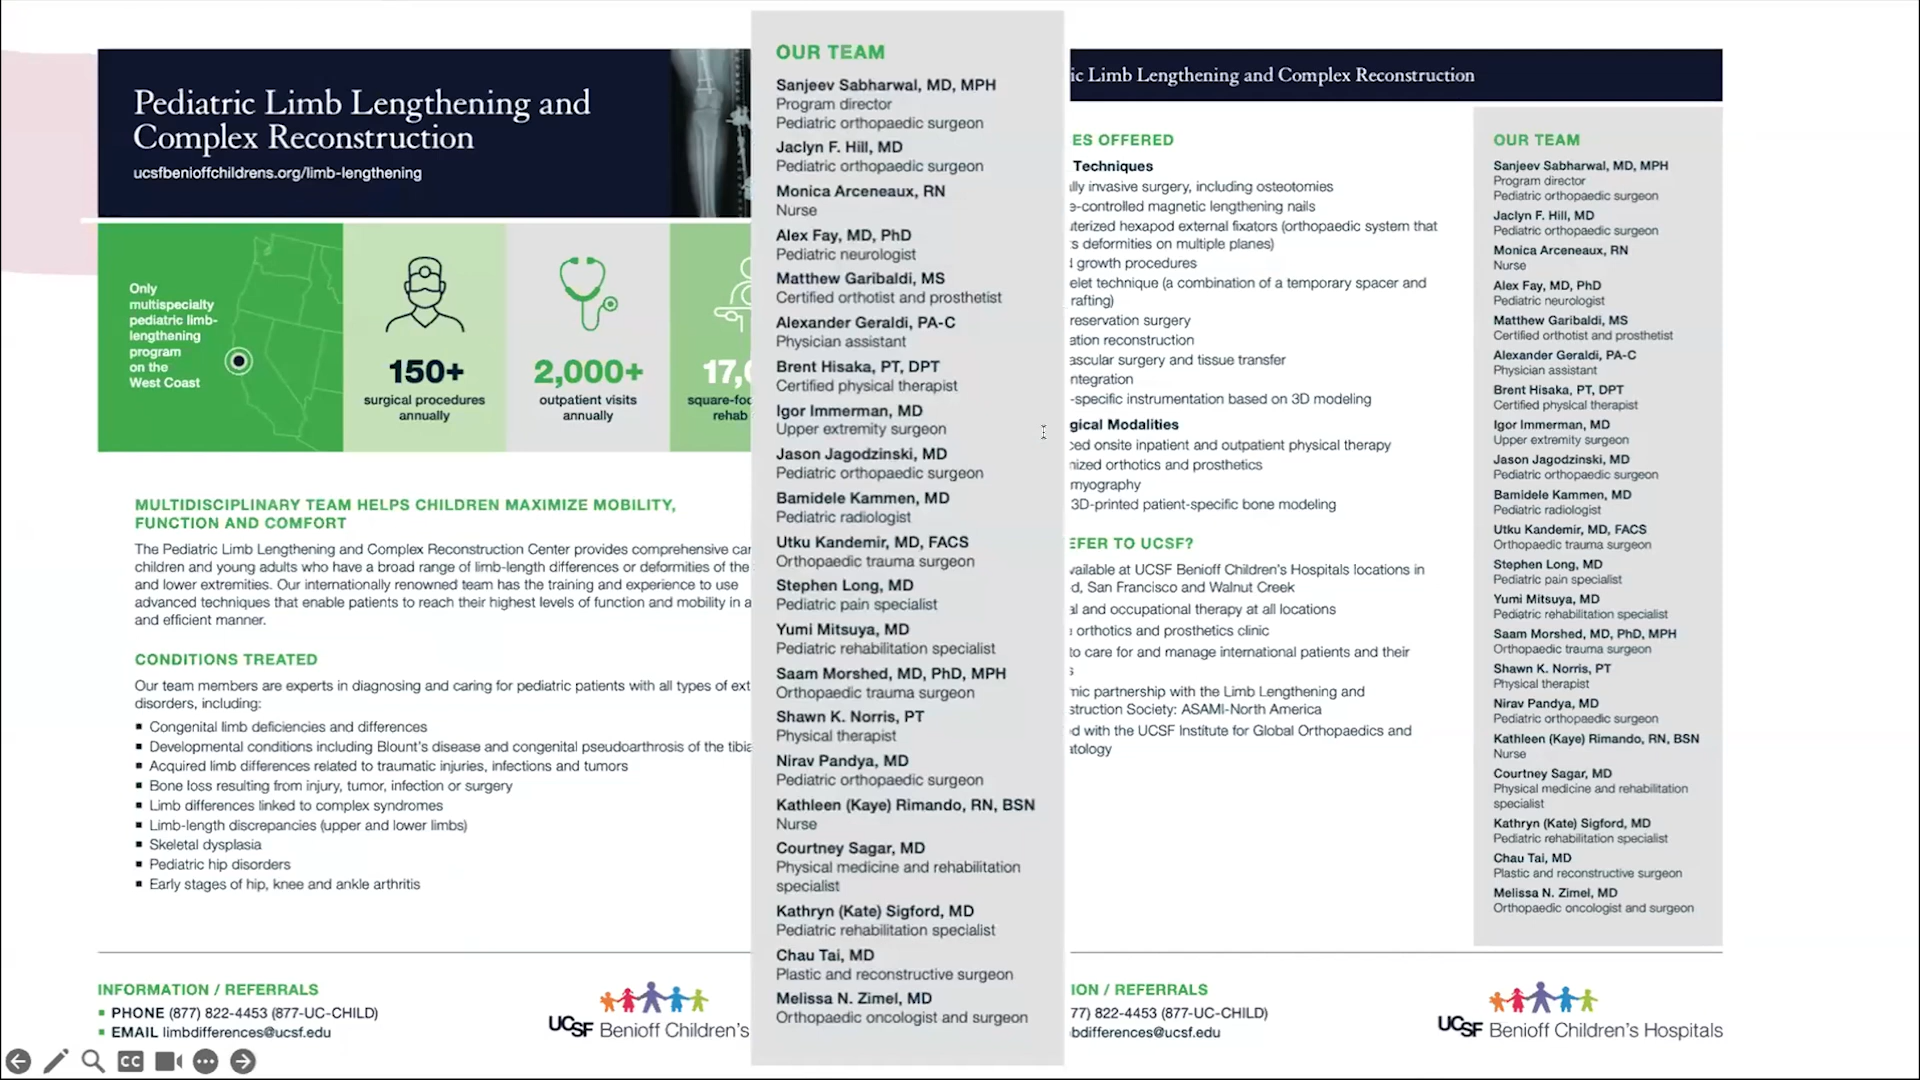 Pediatric Limb Lengthening and
Complex Reconstruction
ucsfbenioffchildrens.org/limb-lengthening
Only
multispecialty
pediatric limb-
lengthening
program
on the
West Coast
150+
surgical procedures
annually
2,000+
outpatient visits
annually
17,0
square-foo
rehab
MULTIDISCIPLINARY TEAM HELPS CHILDREN MAXIMIZE MOBILITY,
FUNCTION AND COMFORT
The Pediatric Limb Lengthening and Complex Reconstruction Center provides comprehensive car
children and young adults who have a broad range of limb-length differences or deformities of the
and lower extremities. Our internationally renowned team has the training and experience to use
advanced techniques that enable patients to reach their highest levels of function and mobility in a
and efficient manner.
CONDITIONS TREATED
Our team members are experts in diagnosing and caring for pediatric patients with all types of ext
disorders, including:
Congenital limb deficiencies and differences
Developmental conditions including Blount's disease and congenital pseudoarthrosis of the tibia
Acquired limb differences related to traumatic injuries, infections and tumors
Bone loss resulting from injury, tumor, infection or surgery
Limb differences linked to complex syndromes
Limb-length discrepancies (upper and lower limbs)
Skeletal dysplasia
Pediatric hip disorders
Early stages of hip, knee and ankle arthritis
INFORMATION / REFERRALS
PHONE (877) 822-4453 (877-UC-CHILD)
EMAIL limbdifferences@ucsf.edu
UCSF Benioff Children's
OUR TEAM
Sanjeev Sabharwal, MD, MPH
Program director
Pediatric orthopaedic surgeon
Jaclyn F. Hill, MD
Pediatric orthopaedic surgeon
Monica Arceneaux, RN
Nurse
Alex Fay, MD, PhD
Pediatric neurologist
Matthew Garibaldi, MS
Certified orthotist and prosthetist
Alexander Geraldi, PA-C
Physician assistant
Brent Hisaka, PT, DPT
Certified physical therapist
Igor Immerman, MD
Upper extremity surgeon
Jason Jagodzinski, MD
Pediatric orthopaedic surgeon
Bamidele Kammen, MD
Pediatric radiologist
Utku Kandemir, MD, FACS
Orthopaedic trauma surgeon
Stephen Long, MD
Pediatric pain specialist
Yumi Mitsuya, MD
Pediatric rehabilitation specialist
Saam Morshed, MD, PhD, MPH
Orthopaedic trauma surgeon
Shawn K. Norris, PT
Physical therapist
Nirav Pandya, MD
Pediatric orthopaedic surgeon
Kathleen (Kaye) Rimando, RN, BSN
Nurse
Courtney Sagar, MD
Physical medicine and rehabilitation
specialist
Kathryn (Kate) Sigford, MD
Pediatric rehabilitation specialist
Chau Tai, MD
Plastic and reconstructive surgeon
Melissa N. Zimel, MD
Orthopaedic oncologist and surgeon
ic Limb Lengthening and Complex Reconstruction
ES OFFERED
Techniques
lly invasive surgery, including osteotomies
e-controlled magnetic lengthening nails
uterized hexapod external fixators (orthopaedic system that
s deformities on multiple planes)
d growth procedures
elet technique (a combination of a temporary spacer and
rafting)
reservation surgery
ation reconstruction
ascular surgery and tissue transfer
ntegration
-specific instrumentation based on 3D modeling
gical Modalities
ced onsite inpatient and outpatient physical therapy
nized orthotics and prosthetics
myography
3D-printed patient-specific bone modeling
EFER TO UCSF?
vailable at UCSF Benioff Children's Hospitals locations in
d, San Francisco and Walnut Creek
al and occupational therapy at all locations
orthotics and prosthetics clinic
to care for and manage international patients and their
s
mic partnership with the Limb Lengthening and
struction Society: ASAMI-North America
d with the UCSF Institute for Global Orthopaedics and
atology
ION / REFERRALS
77) 822-4453 (877-UC-CHILD)
bdifferences@ucsf.edu
OUR TEAM
Sanjeev Sabharwal, MD, MPH
Program director
Pediatric orthopaedic surgeon
Jaclyn F. Hill, MD
Pediatric orthopaedic surgeon
Monica Arceneaux, RN
Nurse
Alex Fay, MD, PhD
Pediatric neurologist
Matthew Garibaldi, MS
Certified orthotist and prosthetist
Alexander Geraldi, PA-C
Physician assistant
Brent Hisaka, PT, DPT
Certified physical therapist
Igor Immerman, MD
Upper extremity surgeon
Jason Jagodzinski, MD
Pediatric orthopaedic surgeon
Bamidele Kammen, MD
Pediatric radiologist
Utku Kandemir, MD, FACS
Orthopaedic trauma surgeon
Stephen Long, MD
Pediatric pain specialist
Yumi Mitsuya, MD
Pediatric rehabilitation specialist
Saam Morshed, MD, PhD, MPH
Orthopaedic trauma surgeon
Shawn K. Norris, PT
Physical therapist
Nirav Pandya, MD
Pediatric orthopaedic surgeon
Kathleen (Kaye) Rimando, RN, BSN
Nurse
Courtney Sagar, MD
Physical medicine and rehabilitation
specialist
Kathryn (Kate) Sigford, MD
Pediatric rehabilitation specialist
Chau Tai, MD
Plastic and reconstructive surgeon
Melissa N. Zimel, MD
Orthopaedic oncologist and surgeon
UCSF Benioff Children's Hospitals
CC